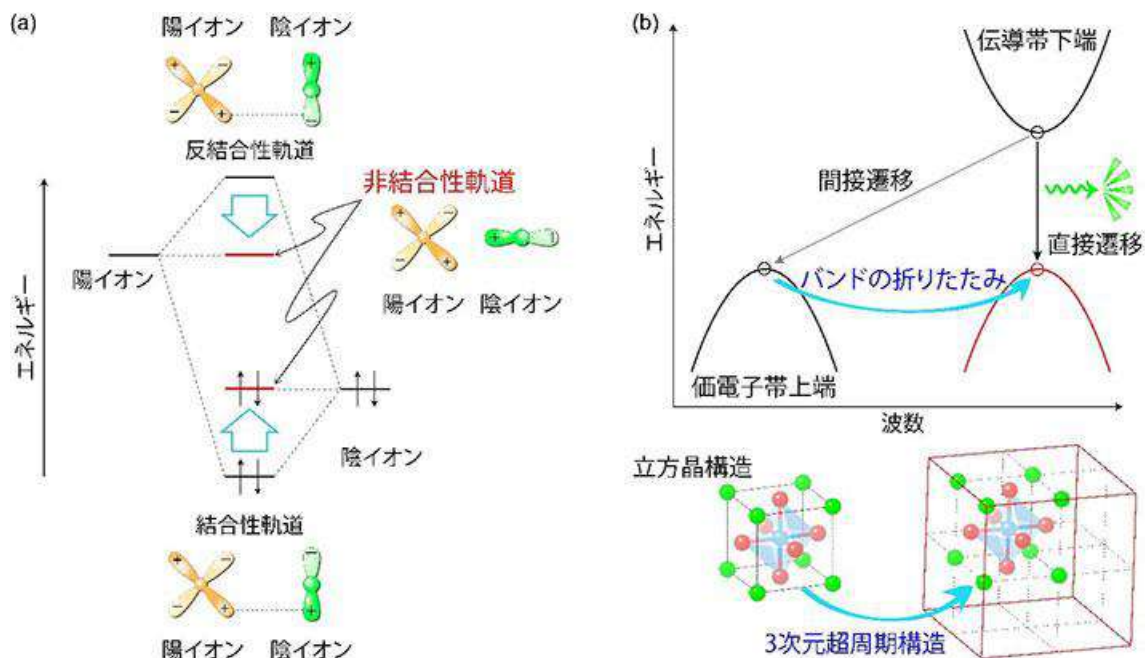 (a)
陽イオン 陰イオン
+ − +
− + −
反結合性軌道
非結合性軌道
+ − + −
− +
陽イオン 陰イオン
陽イオン
エネルギー
陰イオン
結合性軌道
+ − −
− + +
陽イオン 陰イオン
(b)
伝導帯下端
エネルギー
間接遷移
直接遷移
バンドの折りたたみ
価電子帯上端
波数
立方晶構造
3次元超周期構造